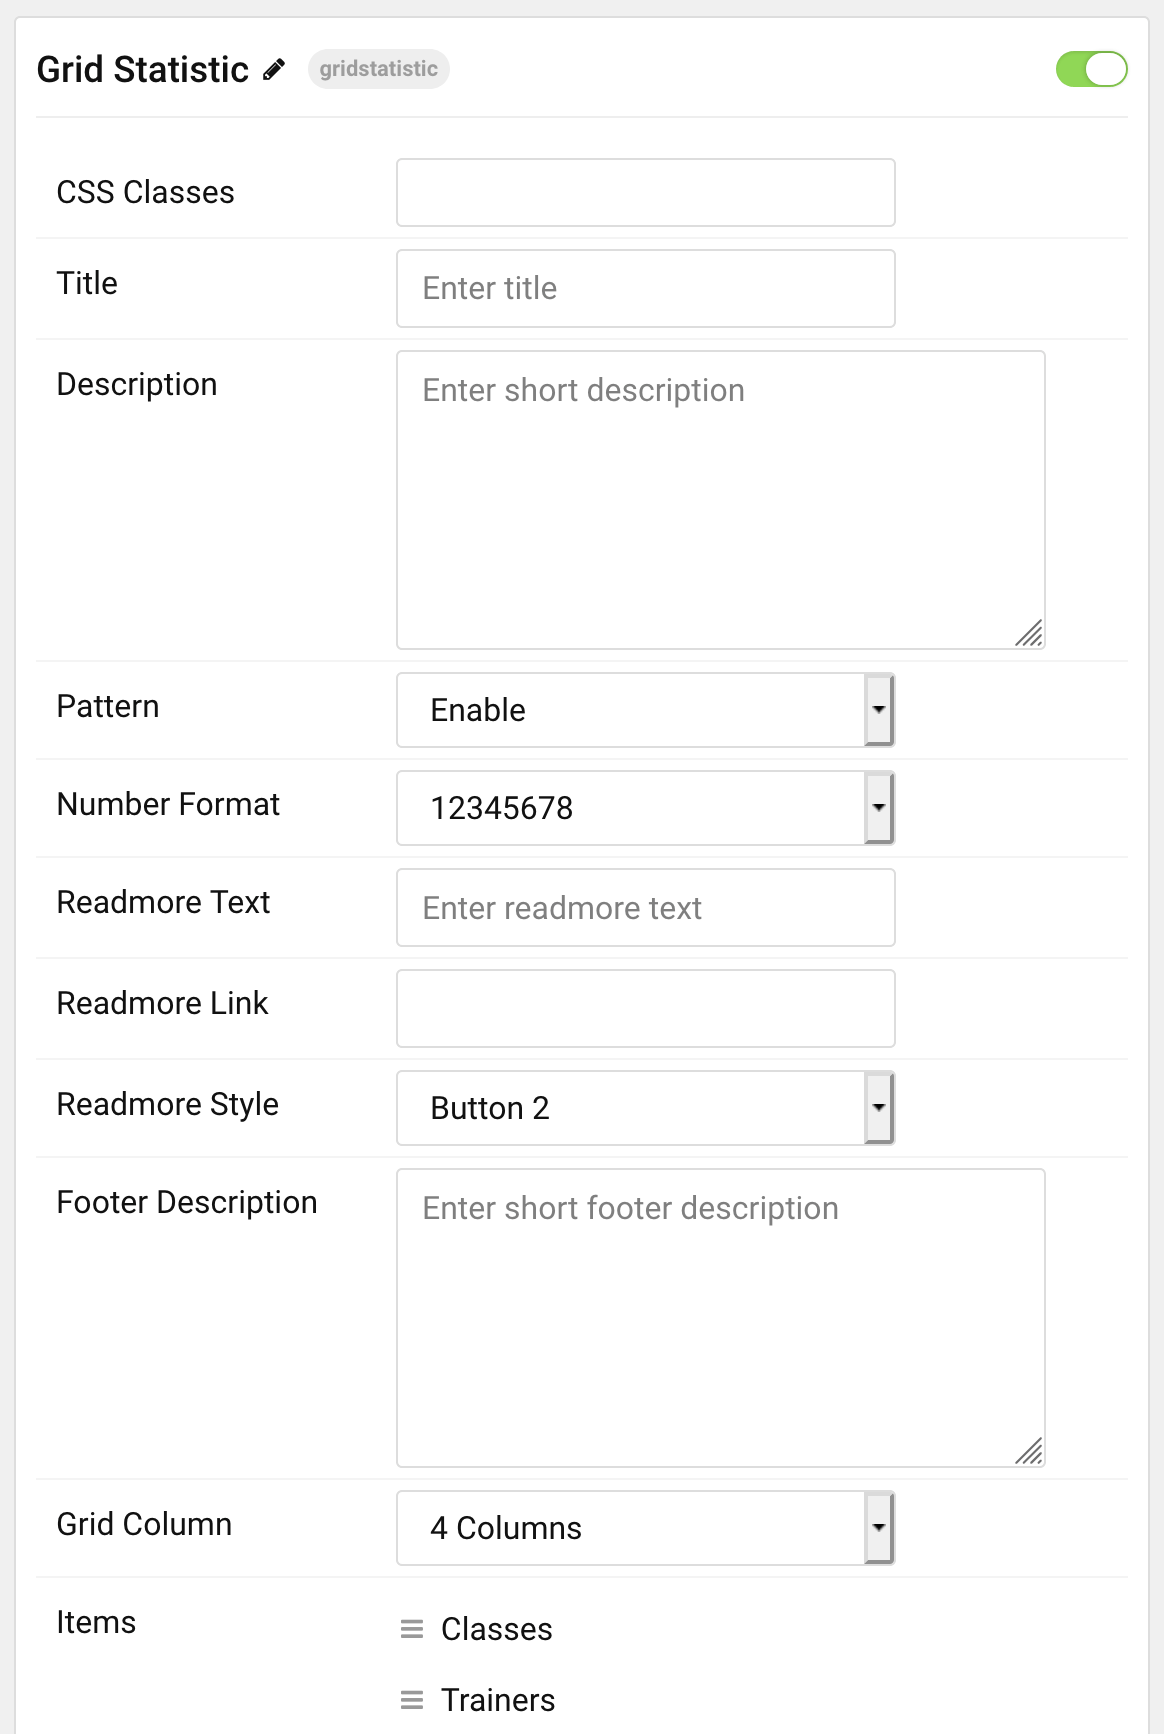 Grid Statistic gridstatistic
CSS Classes
Title Enter title
Description Enter short description
Pattern Enable
Number Format 12345678
Readmore Text Enter readmore text
Readmore Link
Readmore Style Button 2
Footer Description Enter short footer description
Grid Column 4 Columns
Items Classes
Trainers